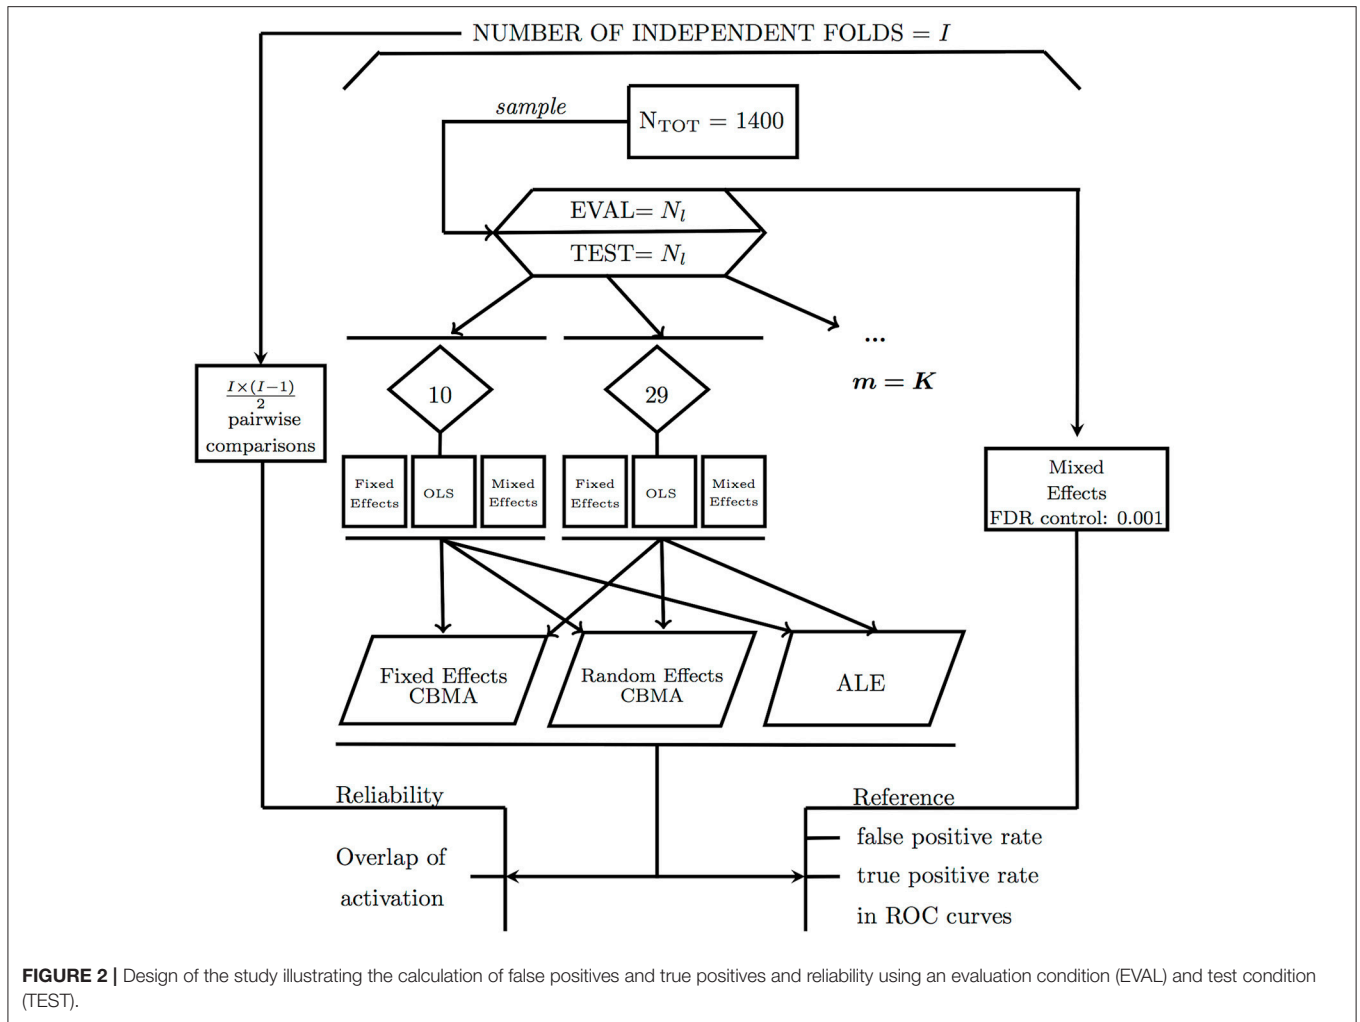 NUMBER OF INDEPENDENT FOLDS = I
sample
N_TOT = 1400
EVAL= N_l
TEST= N_l
...
m = K
10
29
I×(I−1)
2
pairwise
comparisons
Fixed
Effects
OLS
Mixed
Effects
Fixed
Effects
OLS
Mixed
Effects
Mixed
Effects
FDR control: 0.001
Fixed Effects
CBMA
Random Effects
CBMA
ALE
Reliability
Overlap of
activation
Reference
false positive rate
true positive rate
in ROC curves
FIGURE 2 | Design of the study illustrating the calculation of false positives and true positives and reliability using an evaluation condition (EVAL) and test condition
(TEST).